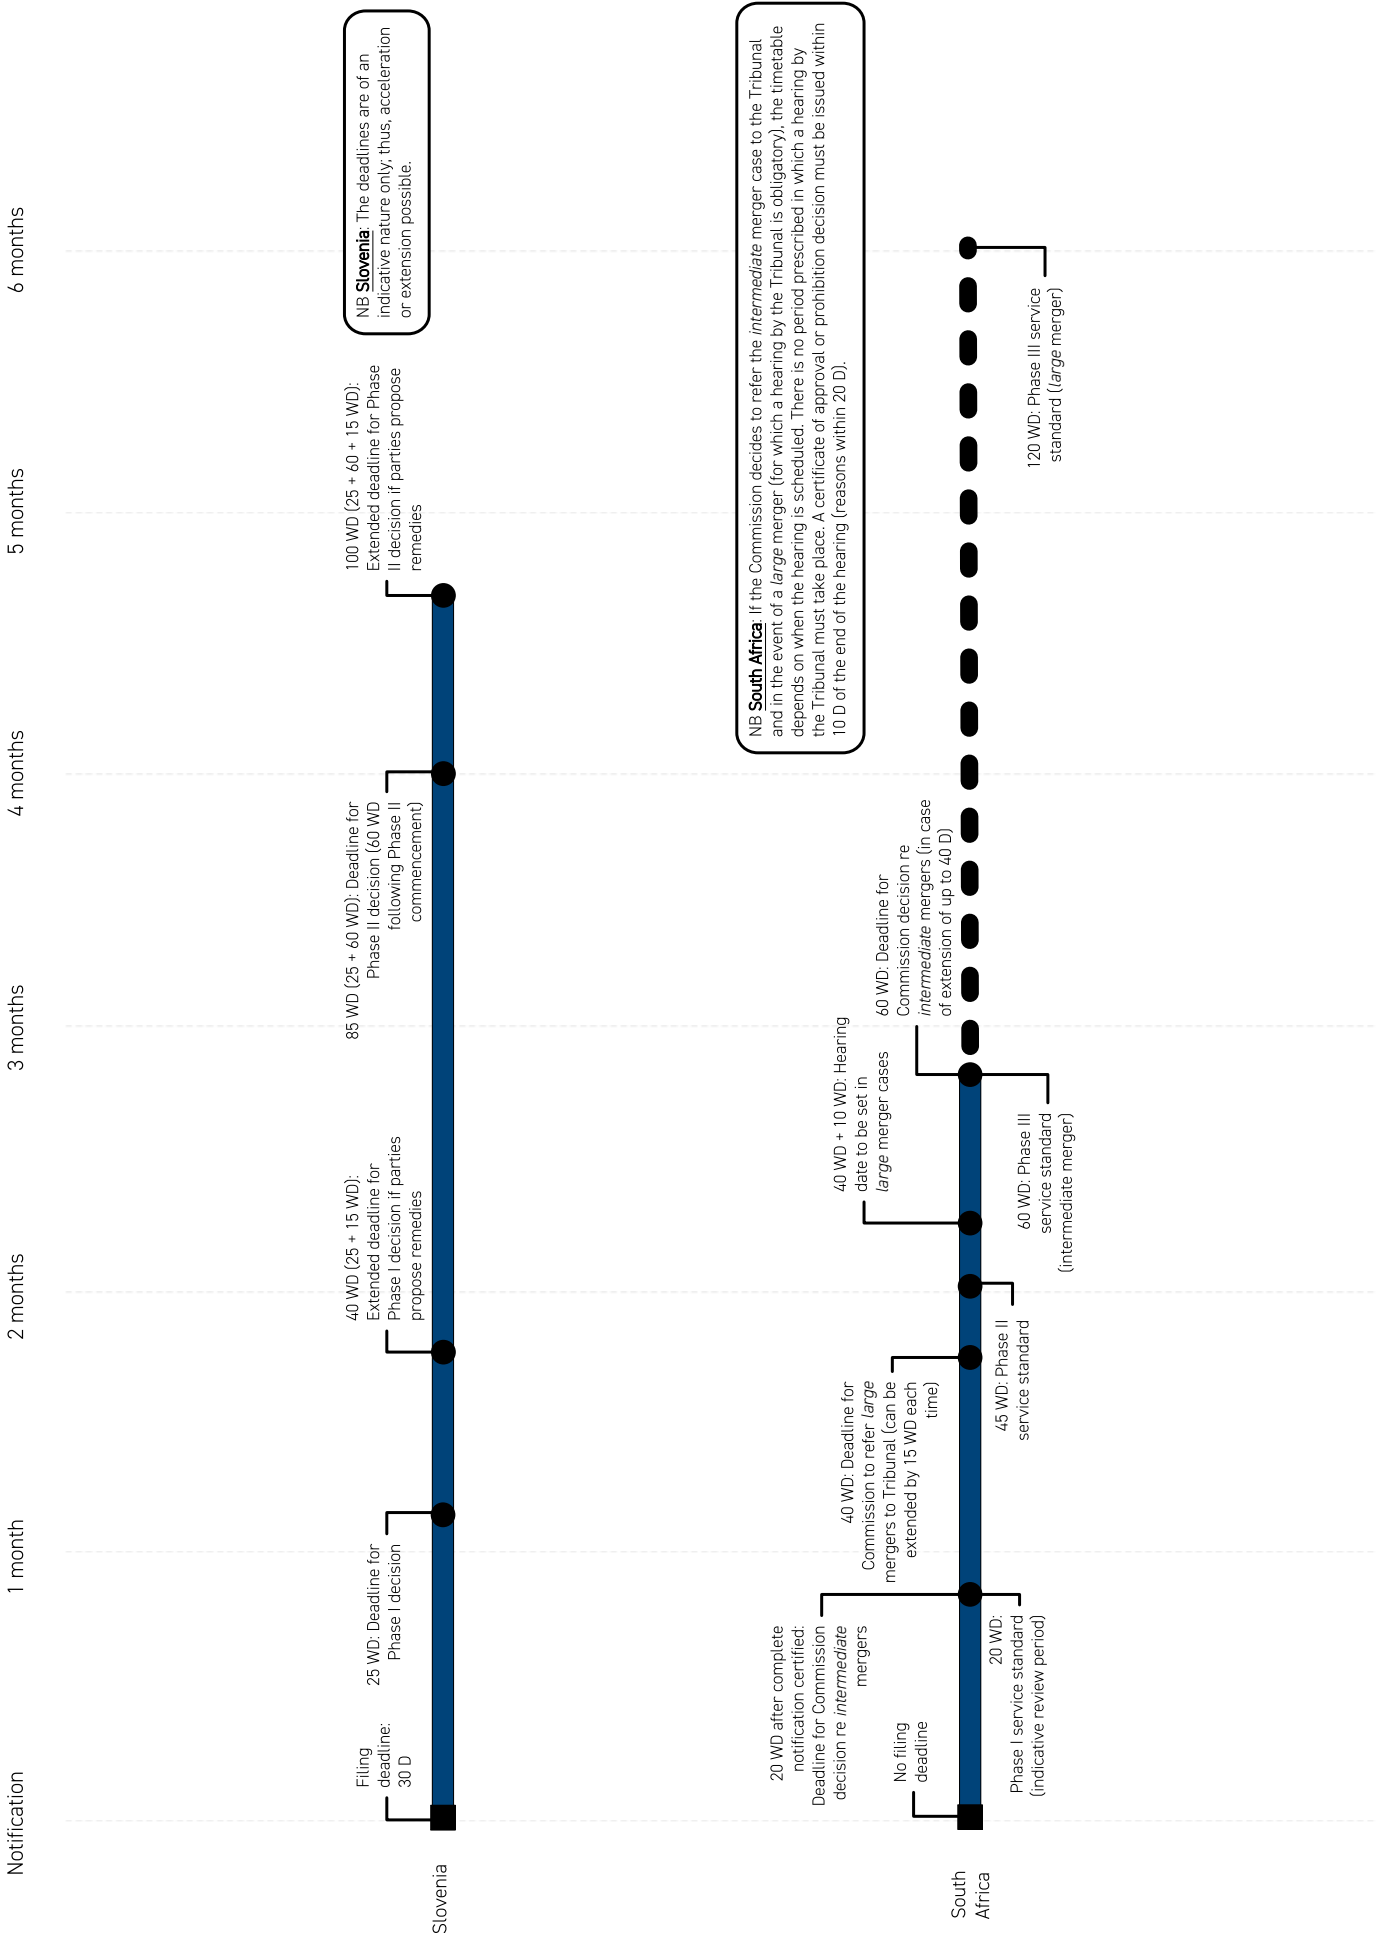 Notification
1 month
2 months
3 months
4 months
5 months
6 months
Slovenia
Filing
deadline:
30 D
25 WD: Deadline for
Phase I decision
40 WD (25 + 15 WD):
Extended deadline for
Phase I decision if parties
propose remedies
85 WD (25 + 60 WD): Deadline for
Phase II decision (60 WD
following Phase II
commencement)
100 WD (25 + 60 + 15 WD):
Extended deadline for Phase
II decision if parties propose
remedies
NB Slovenia: The deadlines are of an
indicative nature only; thus, acceleration
or extension possible.
South
Africa
No filing
deadline
20 WD after complete
notification certified:
Deadline for Commission
decision re intermediate
mergers
20 WD:
Phase I service standard
(indicative review period)
40 WD: Deadline for
Commission to refer large
mergers to Tribunal (can be
extended by 15 WD each
time)
45 WD: Phase II
service standard
40 WD + 10 WD: Hearing
date to be set in
large merger cases
60 WD: Deadline for
Commission decision re
intermediate mergers (in case
of extension of up to 40 D)
60 WD: Phase III
service standard
(intermediate merger)
120 WD: Phase III service
standard (large merger)
NB South Africa: If the Commission decides to refer the intermediate merger case to the Tribunal
and in the event of a large merger (for which a hearing by the Tribunal is obligatory), the timetable
depends on when the hearing is scheduled. There is no period prescribed in which a hearing by
the Tribunal must take place. A certificate of approval or prohibition decision must be issued within
10 D of the end of the hearing (reasons within 20 D).